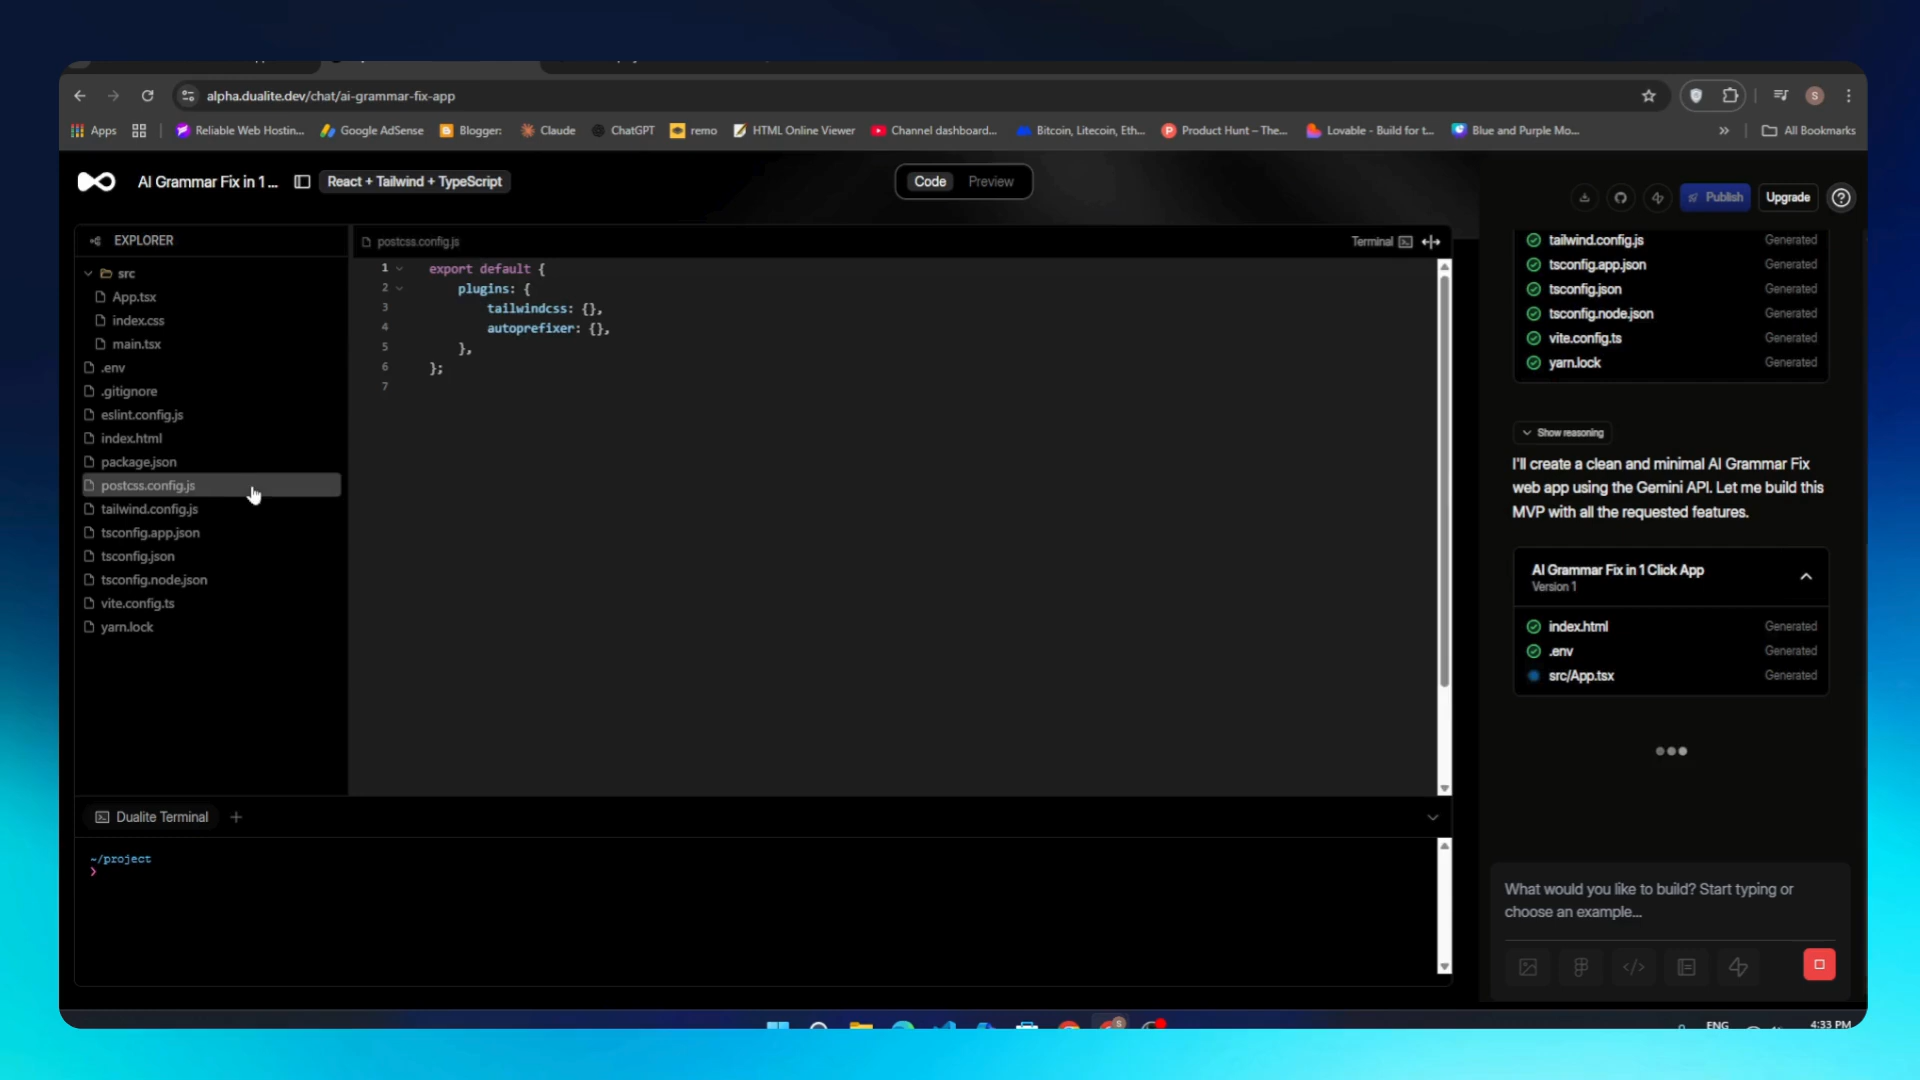 alpha.dualite.dev/chat/ai-grammar-fix-app
Apps
Reliable Web Hostin...
Google AdSense
Blogger:
Claude
ChatGPT
remo
HTML Online Viewer
Channel dashboard...
Bitcoin, Litecoin, Eth...
Product Hunt – The...
Lovable - Build for t...
Blue and Purple Mo...
All Bookmarks
AI Grammar Fix in 1 ...
React + Tailwind + TypeScript
Code
Preview
Publish
Upgrade
EXPLORER
src
App.tsx
index.css
main.tsx
.env
.gitignore
eslint.config.js
index.html
package.json
postcss.config.js
tailwind.config.js
tsconfig.app.json
tsconfig.json
tsconfig.node.json
vite.config.ts
yarn.lock
postcss.config.js
Terminal
1 export default {
2 plugins: {
3 tailwindcss: {},
4 autoprefixer: {},
5 },
6 };
7
Dualite Terminal
~/project
❯
tailwind.config.js Generated
tsconfig.app.json Generated
tsconfig.json Generated
tsconfig.node.json Generated
vite.config.ts Generated
yarn.lock Generated
Show reasoning
I'll create a clean and minimal AI Grammar Fix
web app using the Gemini API. Let me build this
MVP with all the requested features.
AI Grammar Fix in 1 Click App
Version 1
index.html Generated
.env Generated
src/App.tsx Generated
What would you like to build? Start typing or
choose an example...
ENG
4:33 PM